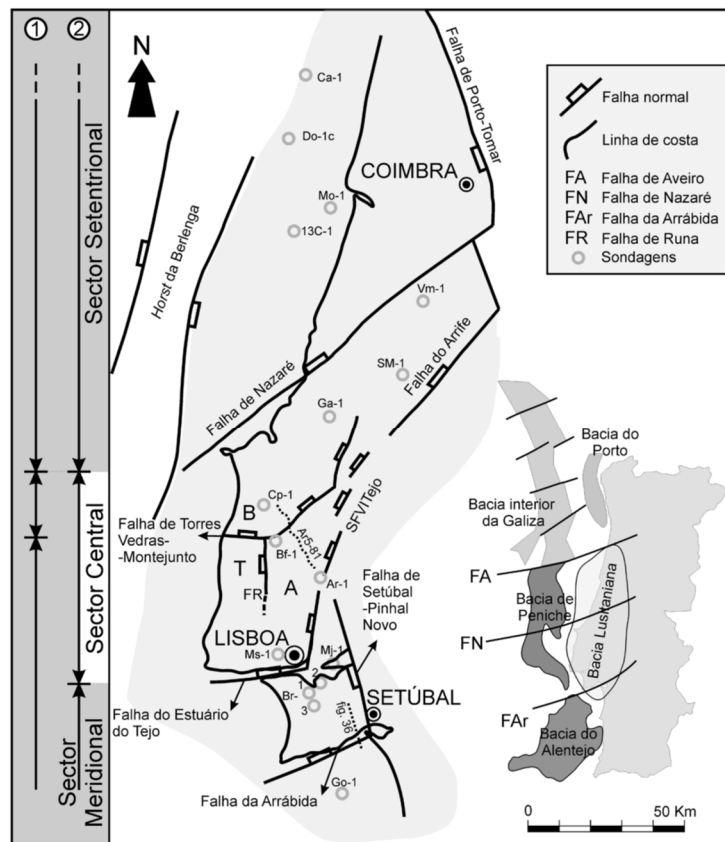 1
2
Sector Setentrional
Sector Central
Sector
Meridional
N
Ca-1
Do-1c
Mo-1
13C-1
COIMBRA
Falha de Porto-Tomar
Horst da Berlenga
Vm-1
SM-1
Falha de Nazaré
Falha do Arrife
Ga-1
Cp-1
B
Falha de Torres
Vedras-
-Montejunto
Bf-1
Ar5-81
SFVITejo
T
A
FR
Ar-1
Falha de
Setúbal
-Pinhal
Novo
LISBOA
Ms-1
Mj-1
2
Br-
1
3
fig. 36
SETÚBAL
Falha do Estuário
do Tejo
Falha da Arrábida
Go-1
Falha normal
Linha de costa
FA Falha de Aveiro
FN Falha de Nazaré
FAr Falha da Arrábida
FR Falha de Runa
Sondagens
Bacia do
Porto
Bacia interior
da Galiza
FA
Bacia de
Peniche
Bacia Lusitaniana
FN
FAr
Bacia do
Alentejo
0 50 Km